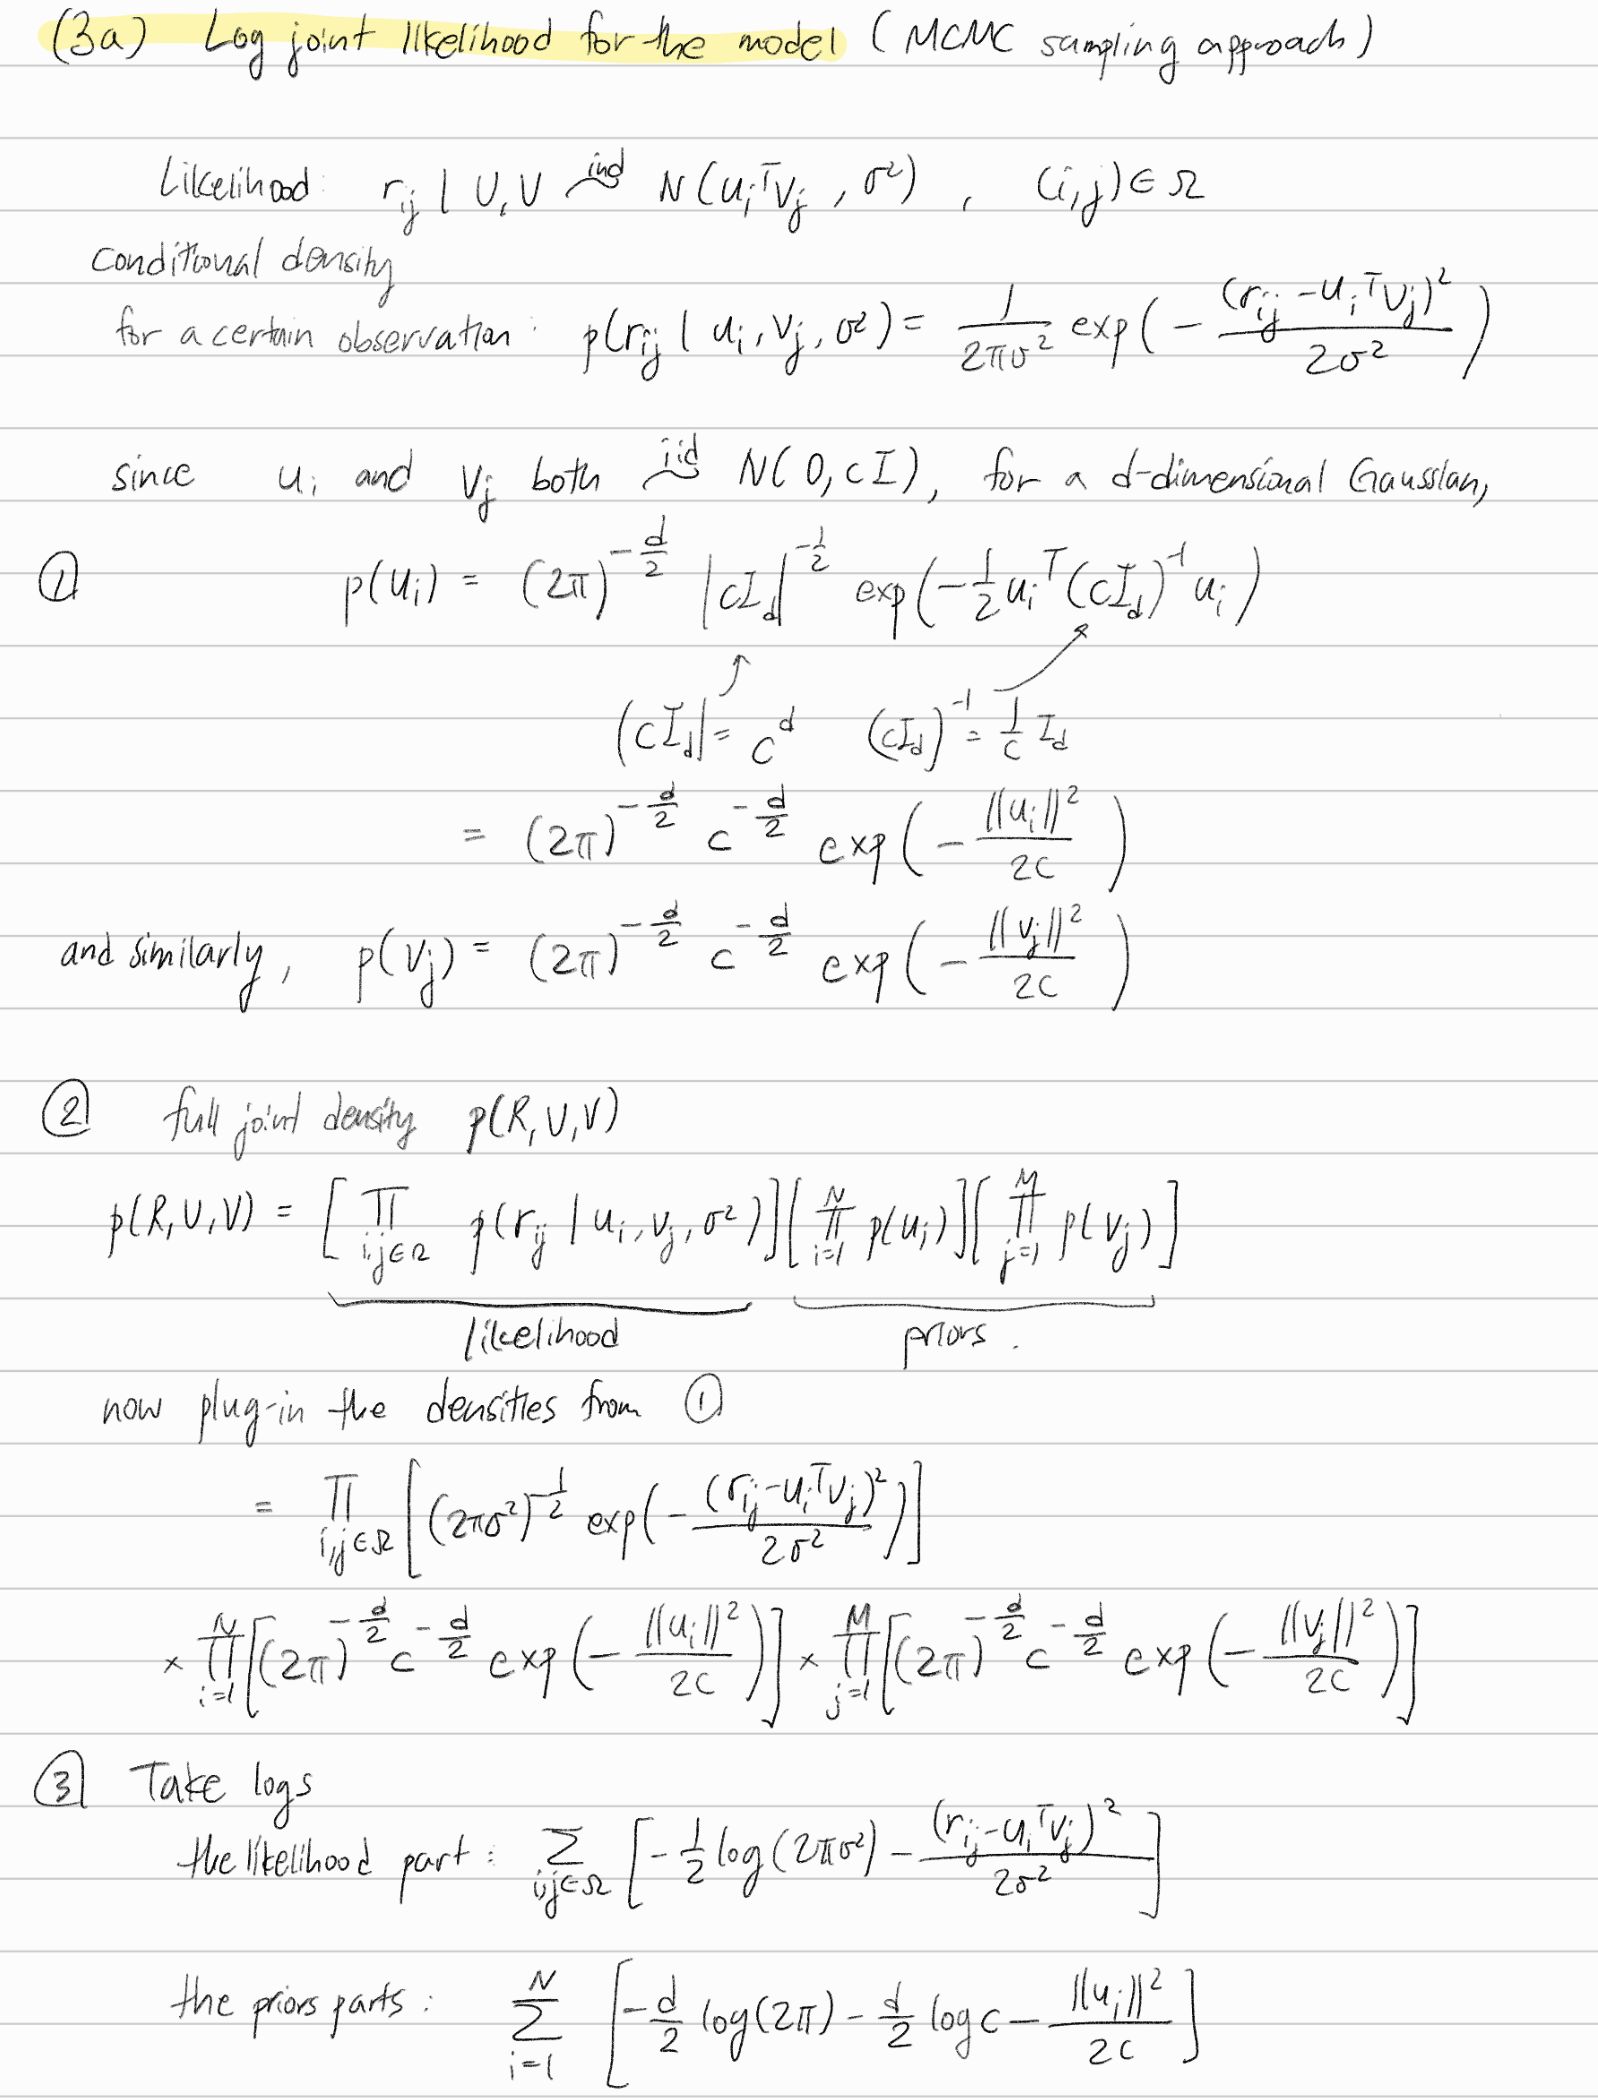 (3a) Log joint likelihood for the model (MCMC sampling approach)
Likelihood: r_ij | U, V ind~ N(u_i^T v_j, σ²), (i,j) ∈ Ω
conditional density
for a certain observation: p(r_ij | u_i, v_j, σ²) = 1/(2πσ²) exp(-(r_ij - u_i^T v_j)²/(2σ²))
since u_i and v_j both iid~ N(0, cI), for a d-dimensional Gaussian,
① p(u_i) = (2π)^(-d/2) |cI_d|^(-1/2) exp(-1/2 u_i^T (cI_d)^(-1) u_i)
|cI_d| = c^d (cI_d)^(-1) = 1/c I_d
= (2π)^(-d/2) c^(-d/2) exp(-||u_i||²/(2c))
and similarly, p(v_j) = (2π)^(-d/2) c^(-d/2) exp(-||v_j||²/(2c))
② full joint density p(R, U, V)
p(R, U, V) = [∏_{i,j∈Ω} p(r_ij | u_i, v_j, σ²)] [∏_{i=1}^N p(u_i)] [∏_{j=1}^M p(v_j)]
likelihood priors.
now plug-in the densities from ①
= ∏_{i,j∈Ω} [(2πσ²)^(-1/2) exp(-(r_ij - u_i^T v_j)²/(2σ²))]
× ∏_{i=1}^N [(2π)^(-d/2) c^(-d/2) exp(-||u_i||²/(2c))] × ∏_{j=1}^M [(2π)^(-d/2) c^(-d/2) exp(-||v_j||²/(2c))]
③ Take logs
the likelihood part: ∑_{i,j∈Ω} [-1/2 log(2πσ²) - (r_ij - u_i^T v_j)²/(2σ²)]
the priors parts: ∑_{i=1}^N [-d/2 log(2π) - d/2 log c - ||u_i||²/(2c)]